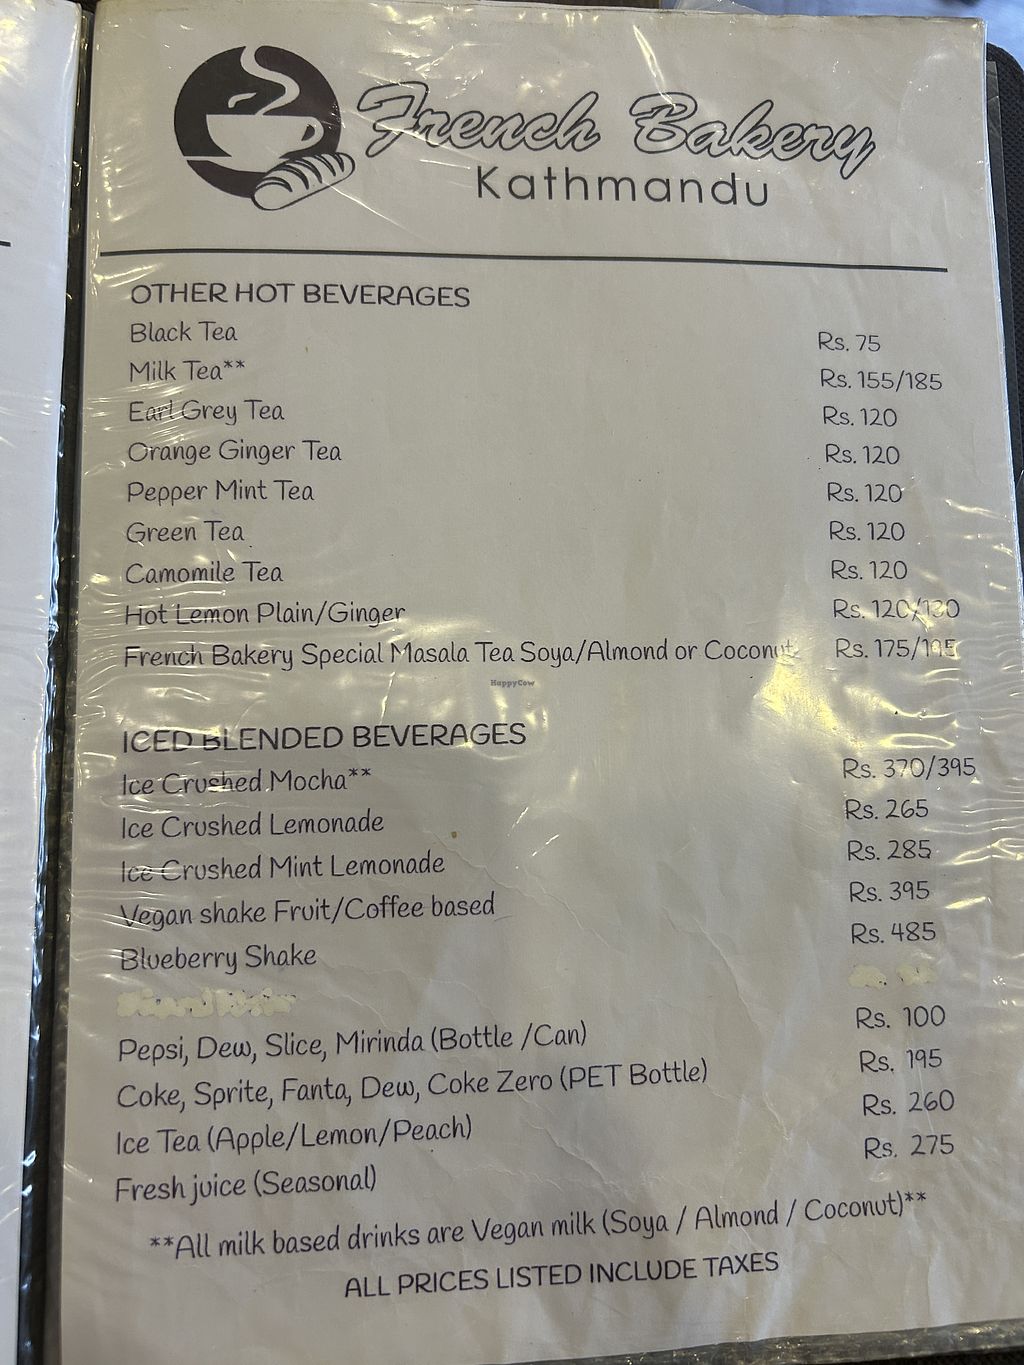 French Bakery
Kathmandu
OTHER HOT BEVERAGES
Black Tea Rs. 75
Milk Tea** Rs. 155/185
Earl Grey Tea Rs. 120
Orange Ginger Tea Rs. 120
Pepper Mint Tea Rs. 120
Green Tea Rs. 120
Camomile Tea Rs. 120
Hot Lemon Plain/Ginger Rs. 120/130
French Bakery Special Masala Tea Soya/Almond or Coconut Rs. 175/195
HappyCow
ICED BLENDED BEVERAGES
Ice Crushed Mocha** Rs. 370/395
Ice Crushed Lemonade Rs. 265
Ice Crushed Mint Lemonade Rs. 285
Vegan shake Fruit/Coffee based Rs. 395
Blueberry Shake Rs. 485
Pepsi, Dew, Slice, Mirinda (Bottle /Can) Rs. 100
Coke, Sprite, Fanta, Dew, Coke Zero (PET Bottle) Rs. 195
Ice Tea (Apple/Lemon/Peach) Rs. 260
Fresh juice (Seasonal) Rs. 275
**All milk based drinks are Vegan milk (Soya / Almond / Coconut)**
ALL PRICES LISTED INCLUDE TAXES